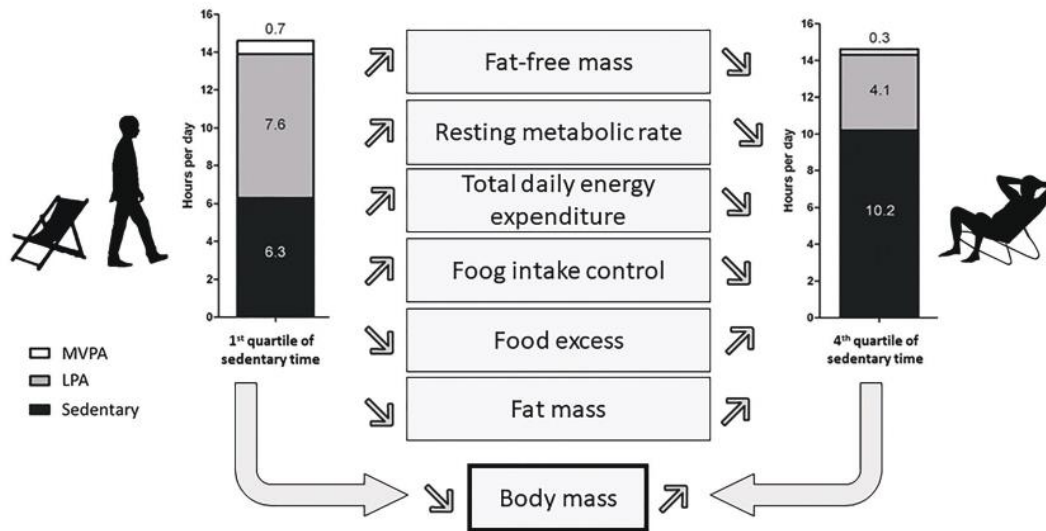 16
14
12
10
8
6
4
2
0
Hours per day
0.7
7.6
6.3
1st quartile of
sedentary time
MVPA
LPA
Sedentary
Fat-free mass
Resting metabolic rate
Total daily energy
expenditure
Foog intake control
Food excess
Fat mass
Body mass
16
14
12
10
8
6
4
2
0
Hours per day
0.3
4.1
10.2
4th quartile of
sedentary time